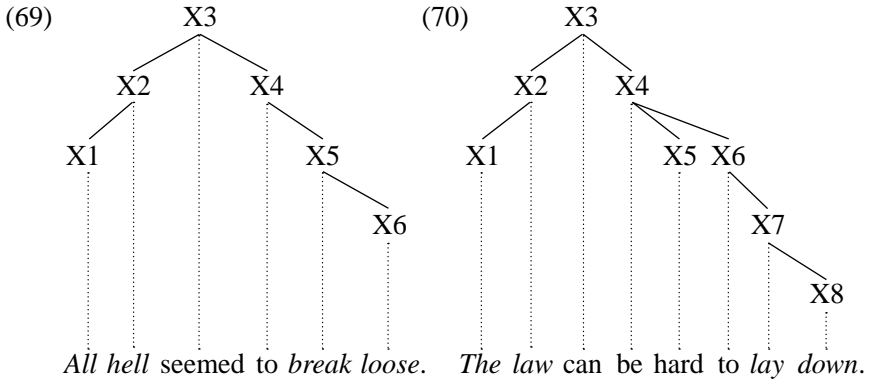 (69) X3 (70) X3
X2 X4 X2 X4
X1 X5 X1 X5 X6
X6 X7
X8
All hell seemed to break loose. The law can be hard to lay down.